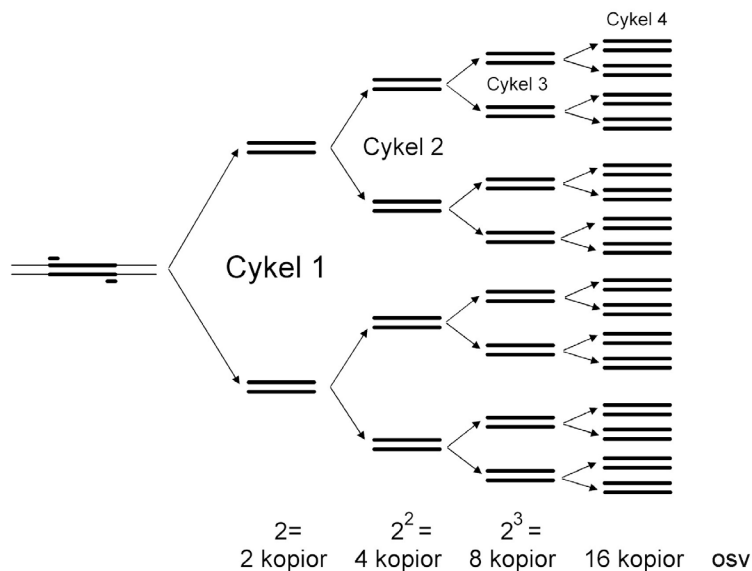 Cykel 4
Cykel 3
Cykel 2
Cykel 1
2=
2 kopior
2² =
4 kopior
2³ =
8 kopior
16 kopior
osv